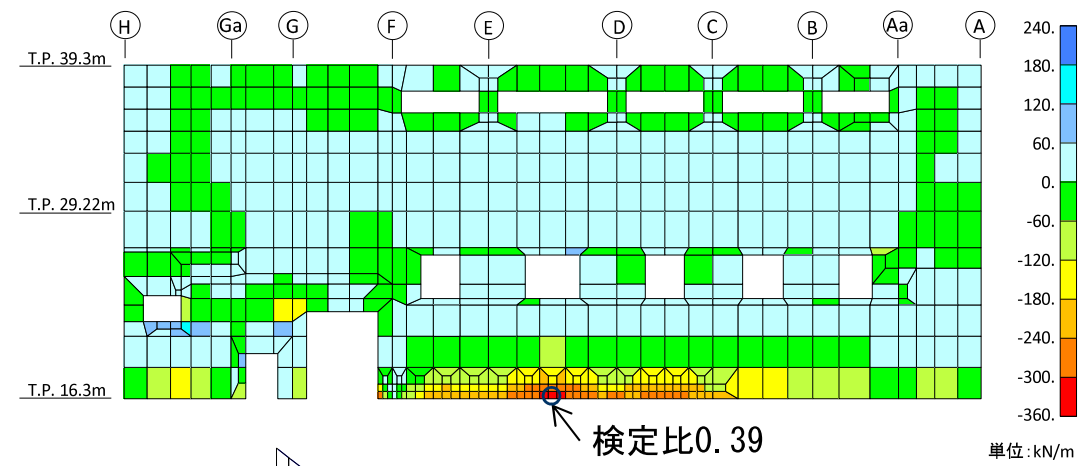 H Ga G F E D C B Aa A
T.P. 39.3m
T.P. 29.22m
T.P. 16.3m
240.
180.
120.
60.
0.
-60.
-120.
-180.
-240.
-300.
-360.
検定比0.39
単位:kN/m